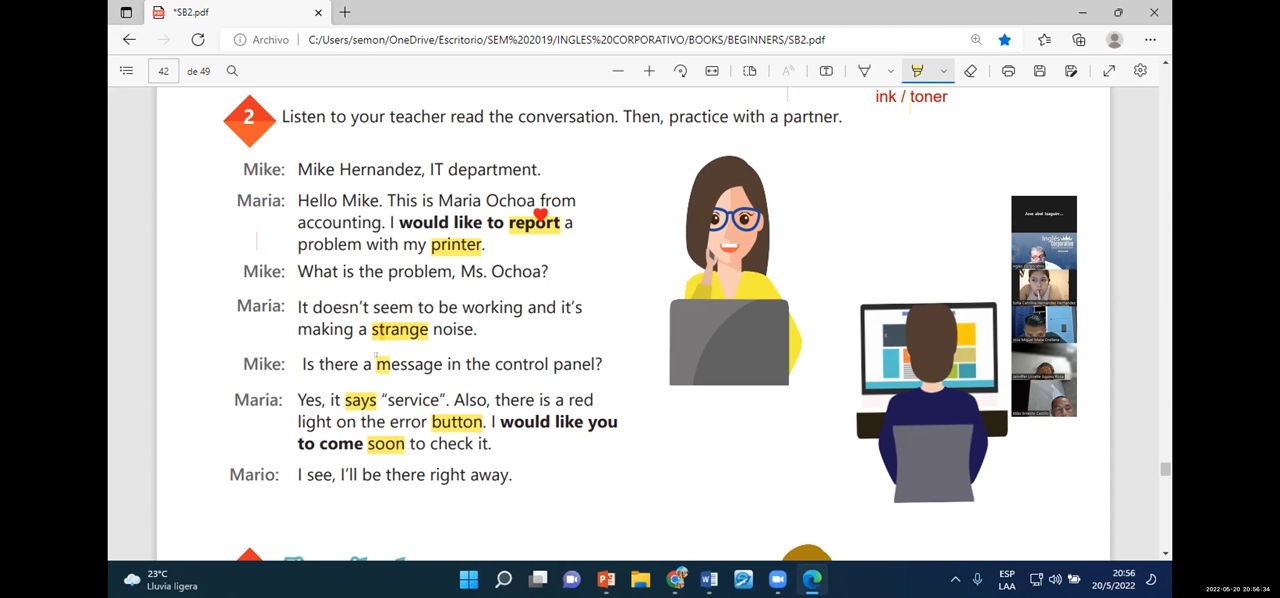 *SB2.pdf
Archivo
C:/Users/semon/OneDrive/Escritorio/SEM%202019/INGLES%20CORPORATIVO/BOOKS/BEGINNERS/SB2.pdf
42 de 49
ink / toner
2 Listen to your teacher read the conversation. Then, practice with a partner.
Mike: Mike Hernandez, IT department.
Maria: Hello Mike. This is Maria Ochoa from
accounting. I would like to report a
problem with my printer.
Mike: What is the problem, Ms. Ochoa?
Maria: It doesn't seem to be working and it's
making a strange noise.
Mike: Is there a message in the control panel?
Maria: Yes, it says “service”. Also, there is a red
light on the error button. I would like you
to come soon to check it.
Mario: I see, I'll be there right away.
23°C
Lluvia ligera
ESP
LAA
20:56
20/5/2022
2022-05-20 20:56:34